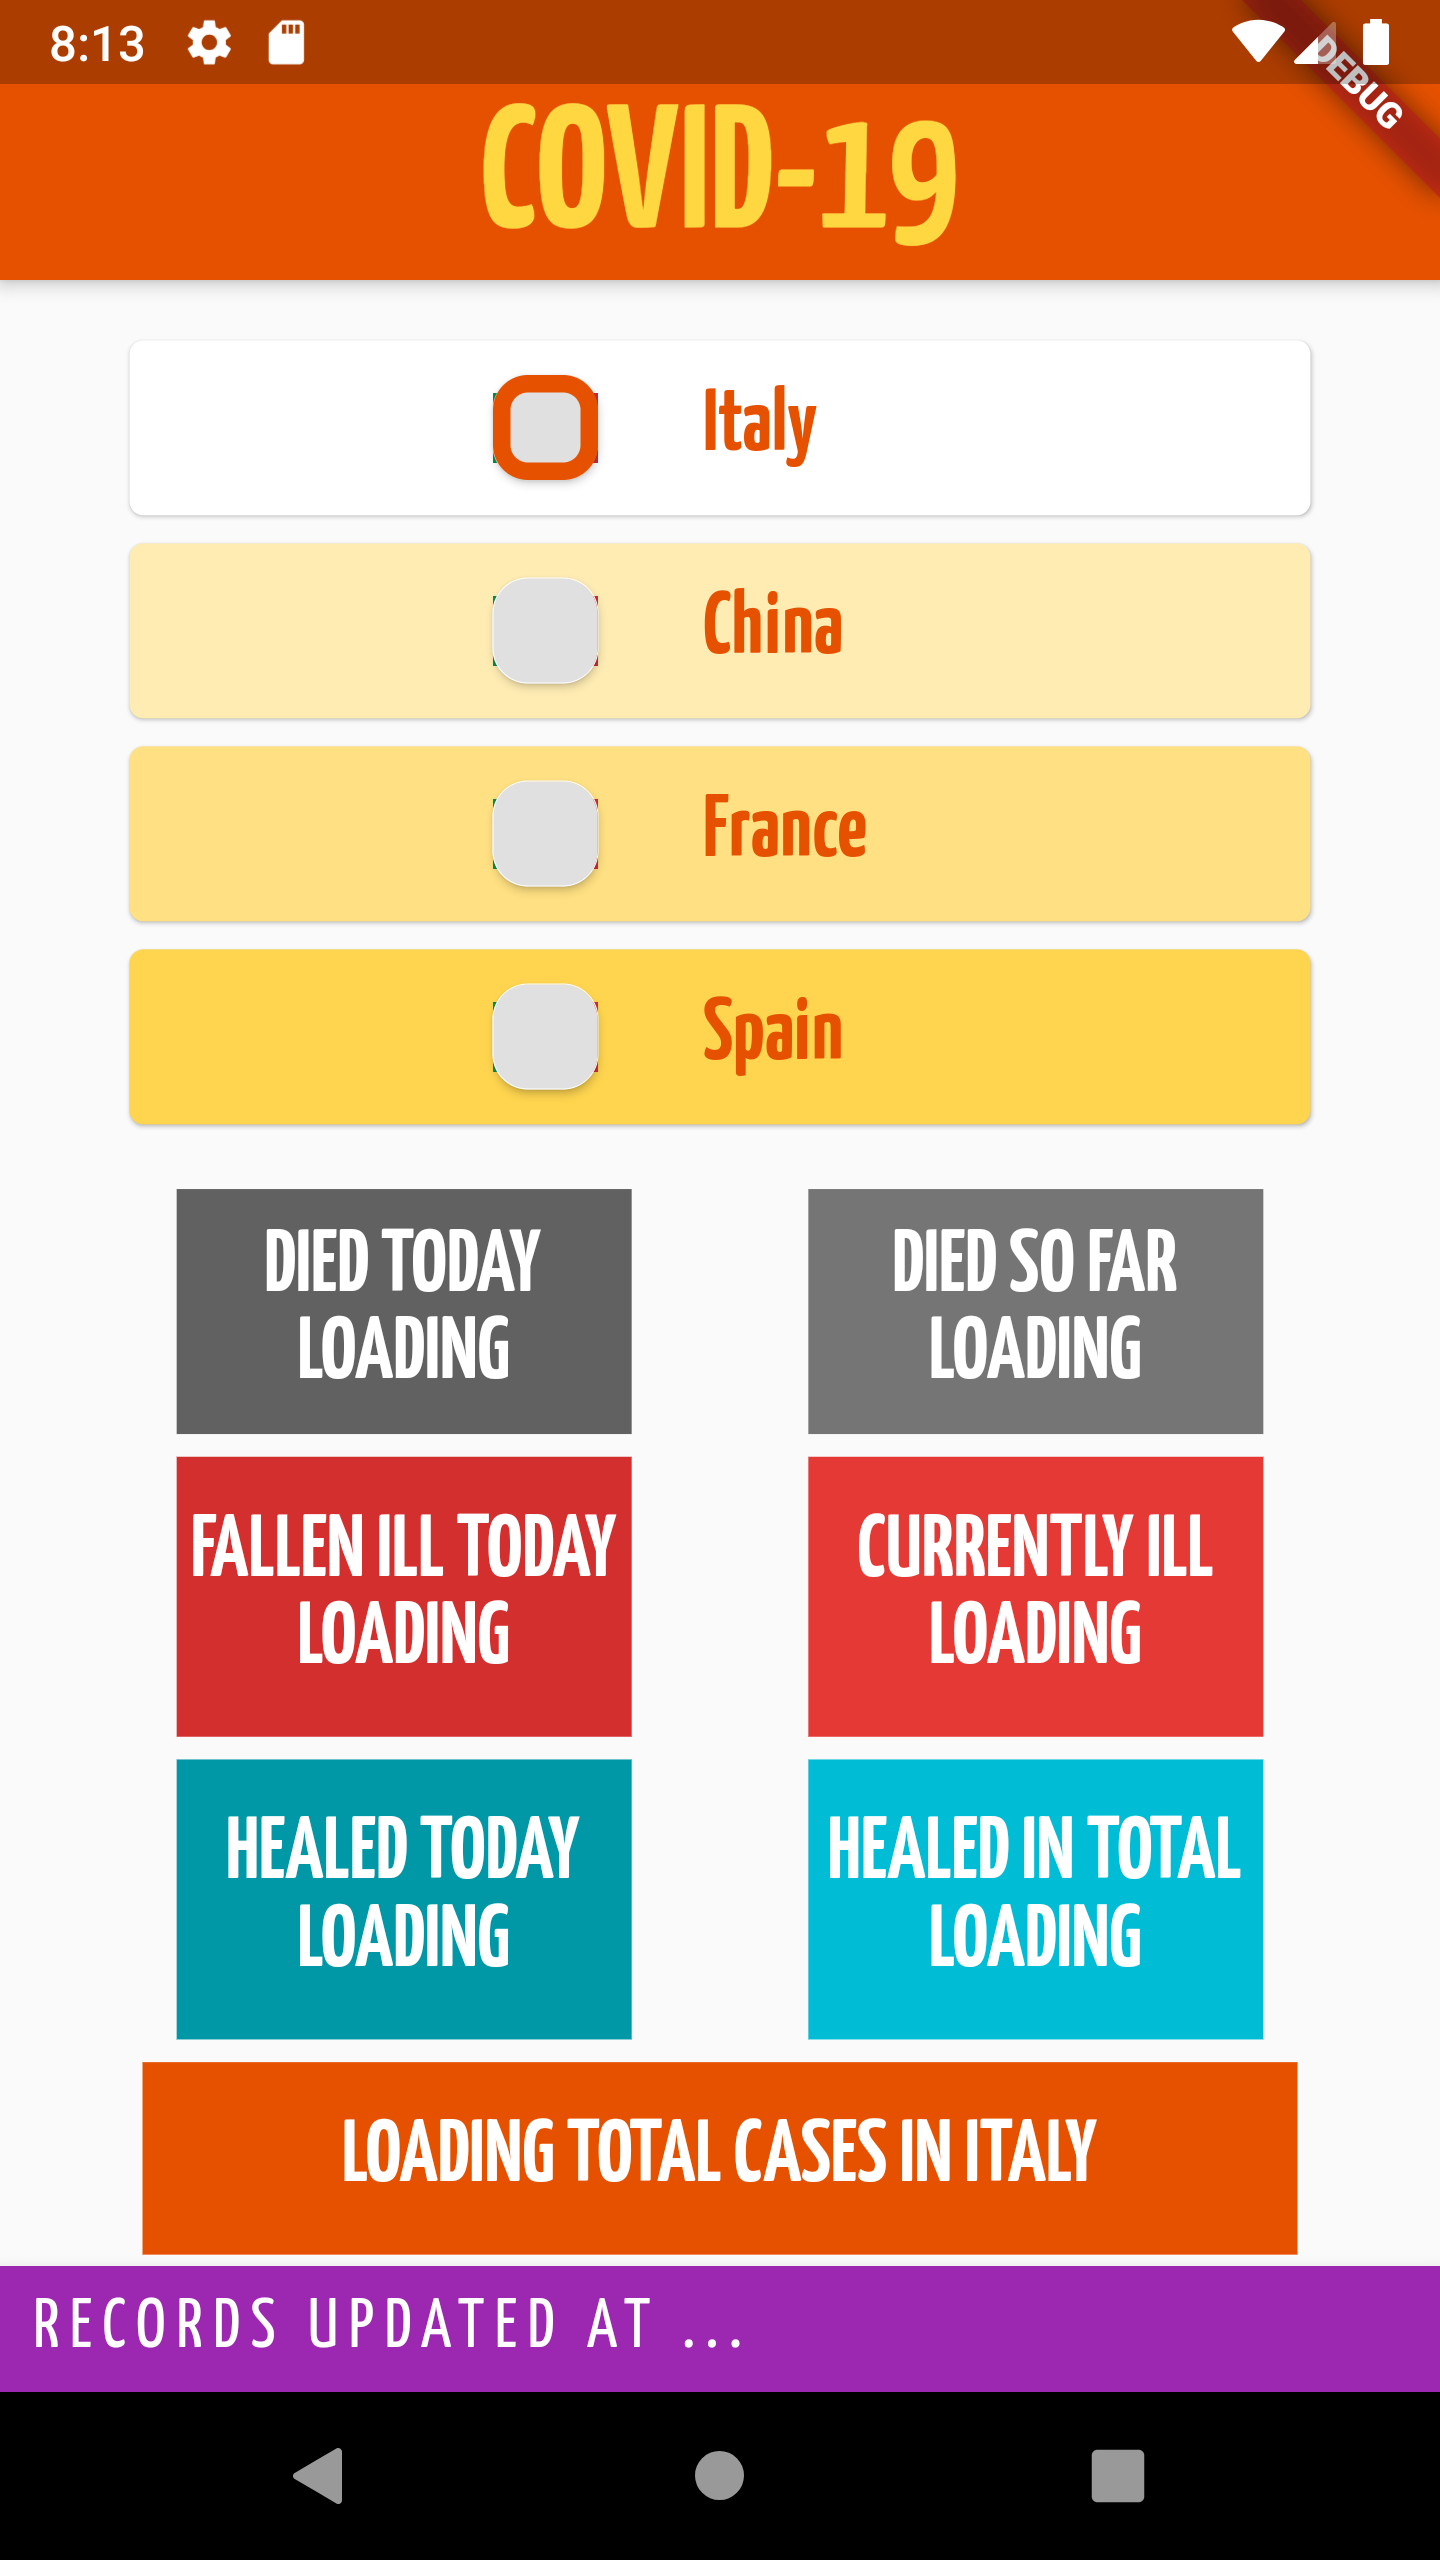 8:13
DEBUG
COVID-19
Italy
China
France
Spain
DIED TODAY
LOADING
DIED SO FAR
LOADING
FALLEN ILL TODAY
LOADING
CURRENTLY ILL
LOADING
HEALED TODAY
LOADING
HEALED IN TOTAL
LOADING
LOADING TOTAL CASES IN ITALY
RECORDS UPDATED AT ...